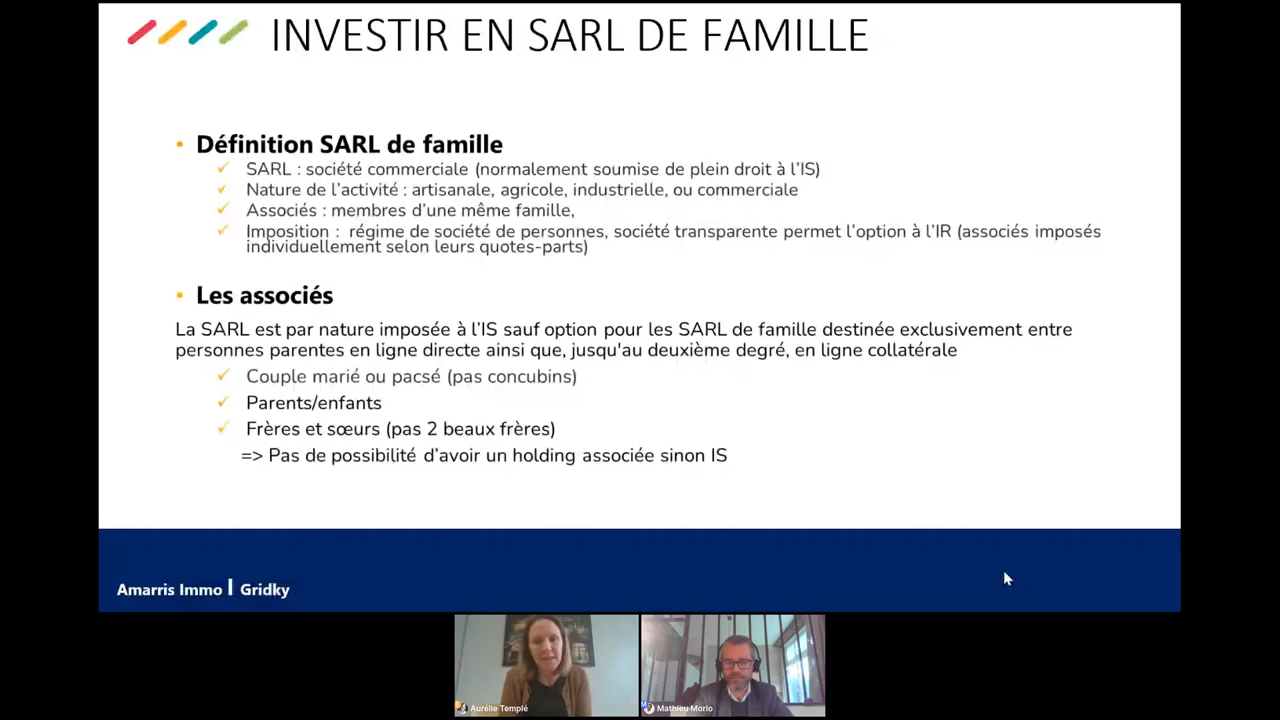 INVESTIR EN SARL DE FAMILLE
• Définition SARL de famille
✓ SARL : société commerciale (normalement soumise de plein droit à l'IS)
✓ Nature de l'activité : artisanale, agricole, industrielle, ou commerciale
✓ Associés : membres d'une même famille,
✓ Imposition : régime de société de personnes, société transparente permet l'option à l'IR (associés imposés
individuellement selon leurs quotes-parts)
• Les associés
La SARL est par nature imposée à l'IS sauf option pour les SARL de famille destinée exclusivement entre
personnes parentes en ligne directe ainsi que, jusqu'au deuxième degré, en ligne collatérale
✓ Couple marié ou pacsé (pas concubins)
✓ Parents/enfants
✓ Frères et sœurs (pas 2 beaux frères)
=> Pas de possibilité d'avoir un holding associée sinon IS
Amarris Immo | Gridky
Aurélie Templé
Mathieu Morio